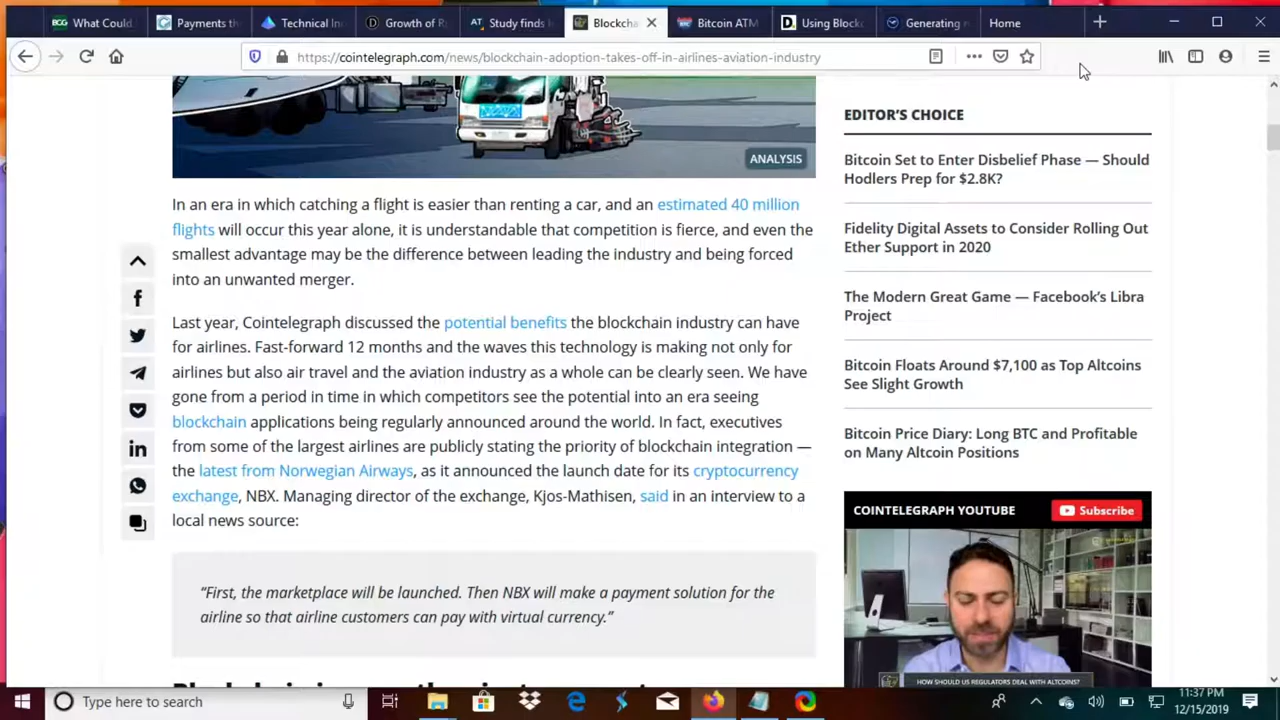 BCG What Could
Payments th
Technical In
Growth of R
AT Study finds
Blockcha
Bitcoin ATM
D. Using Block
Generating
Home
https://cointelegraph.com/news/blockchain-adoption-takes-off-in-airlines-aviation-industry
ANALYSIS
In an era in which catching a flight is easier than renting a car, and an estimated 40 million
flights will occur this year alone, it is understandable that competition is fierce, and even the
smallest advantage may be the difference between leading the industry and being forced
into an unwanted merger.
Last year, Cointelegraph discussed the potential benefits the blockchain industry can have
for airlines. Fast-forward 12 months and the waves this technology is making not only for
airlines but also air travel and the aviation industry as a whole can be clearly seen. We have
gone from a period in time in which competitors see the potential into an era seeing
blockchain applications being regularly announced around the world. In fact, executives
from some of the largest airlines are publicly stating the priority of blockchain integration —
the latest from Norwegian Airways, as it announced the launch date for its cryptocurrency
exchange, NBX. Managing director of the exchange, Kjos-Mathisen, said in an interview to a
local news source:
“First, the marketplace will be launched. Then NBX will make a payment solution for the
airline so that airline customers can pay with virtual currency.”
EDITOR’S CHOICE
Bitcoin Set to Enter Disbelief Phase — Should
Hodlers Prep for $2.8K?
Fidelity Digital Assets to Consider Rolling Out
Ether Support in 2020
The Modern Great Game — Facebook’s Libra
Project
Bitcoin Floats Around $7,100 as Top Altcoins
See Slight Growth
Bitcoin Price Diary: Long BTC and Profitable
on Many Altcoin Positions
COINTELEGRAPH YOUTUBE
Subscribe
HOW SHOULD US REGULATORS DEAL WITH ALTCOINS?
Type here to search
11:37 PM
12/15/2019